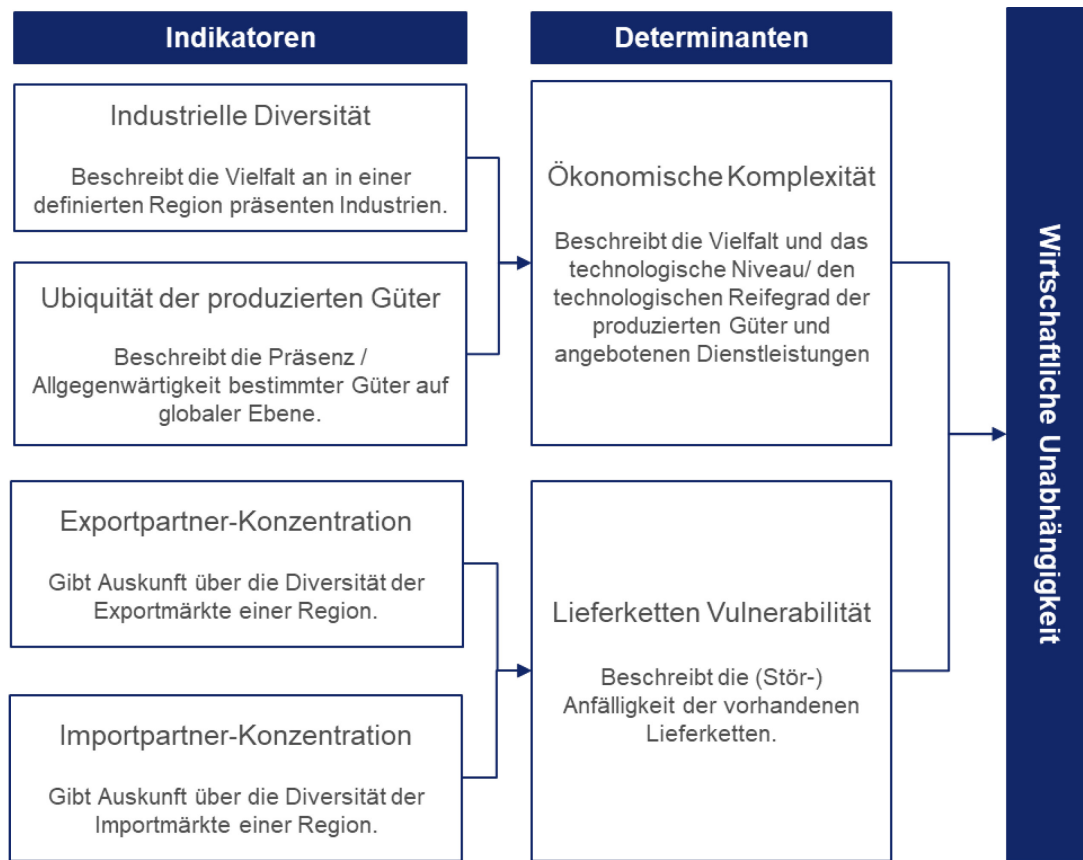 Indikatoren
Determinanten
Industrielle Diversität
Beschreibt die Vielfalt an in einer
definierten Region präsenten Industrien.
Ubiquität der produzierten Güter
Beschreibt die Präsenz /
Allgegenwärtigkeit bestimmter Güter auf
globaler Ebene.
Exportpartner-Konzentration
Gibt Auskunft über die Diversität der
Exportmärkte einer Region.
Importpartner-Konzentration
Gibt Auskunft über die Diversität der
Importmärkte einer Region.
Ökonomische Komplexität
Beschreibt die Vielfalt und das
technologische Niveau/ den
technologischen Reifegrad der
produzierten Güter und
angebotenen Dienstleistungen
Lieferketten Vulnerabilität
Beschreibt die (Stör-)
Anfälligkeit der vorhandenen
Lieferketten.
Wirtschaftliche Unabhängigkeit